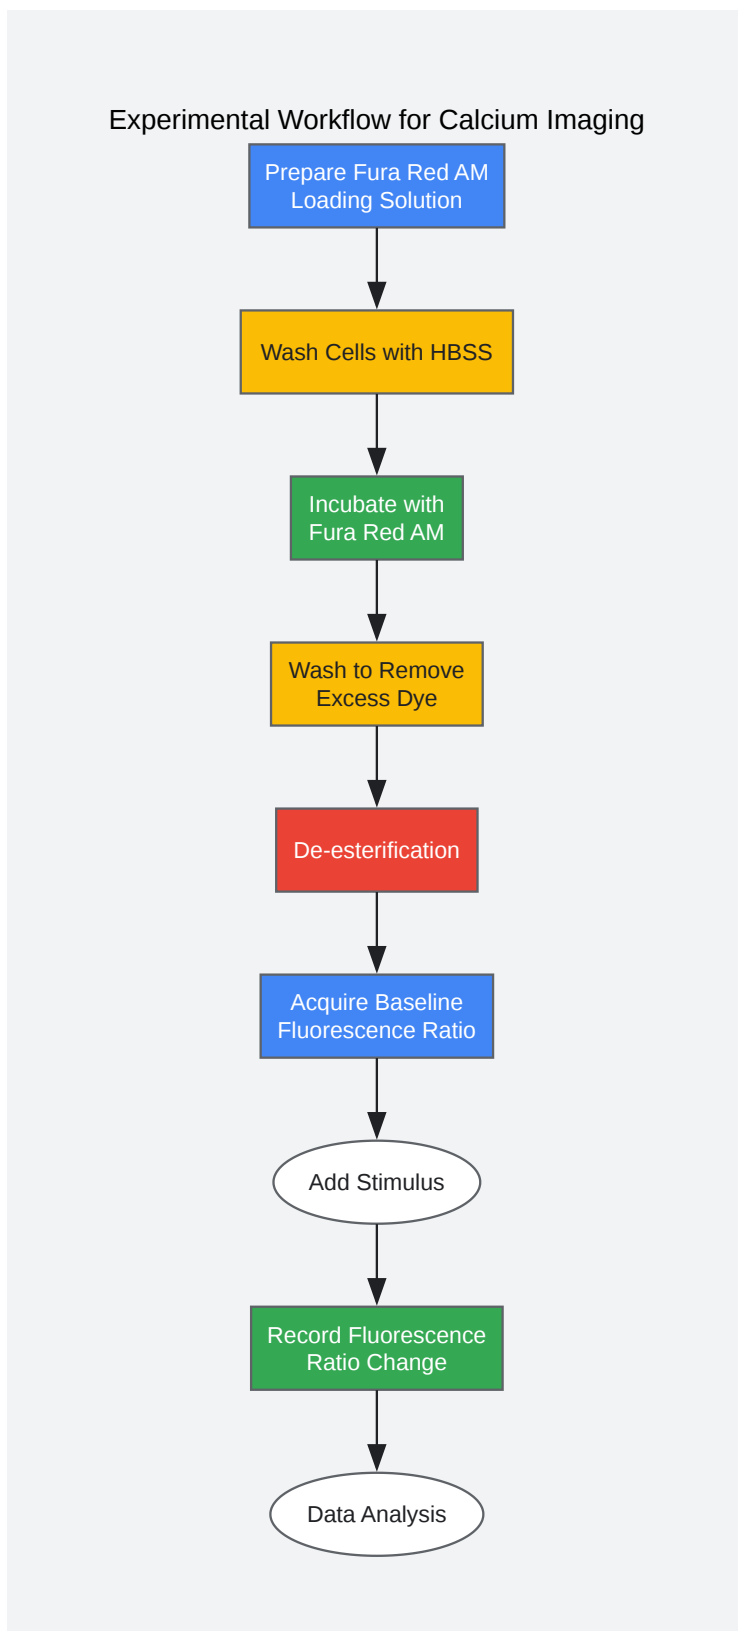 Experimental Workflow for Calcium Imaging
Prepare Fura Red AM
Loading Solution
Wash Cells with HBSS
Incubate with
Fura Red AM
Wash to Remove
Excess Dye
De-esterification
Acquire Baseline
Fluorescence Ratio
Add Stimulus
Record Fluorescence
Ratio Change
Data Analysis